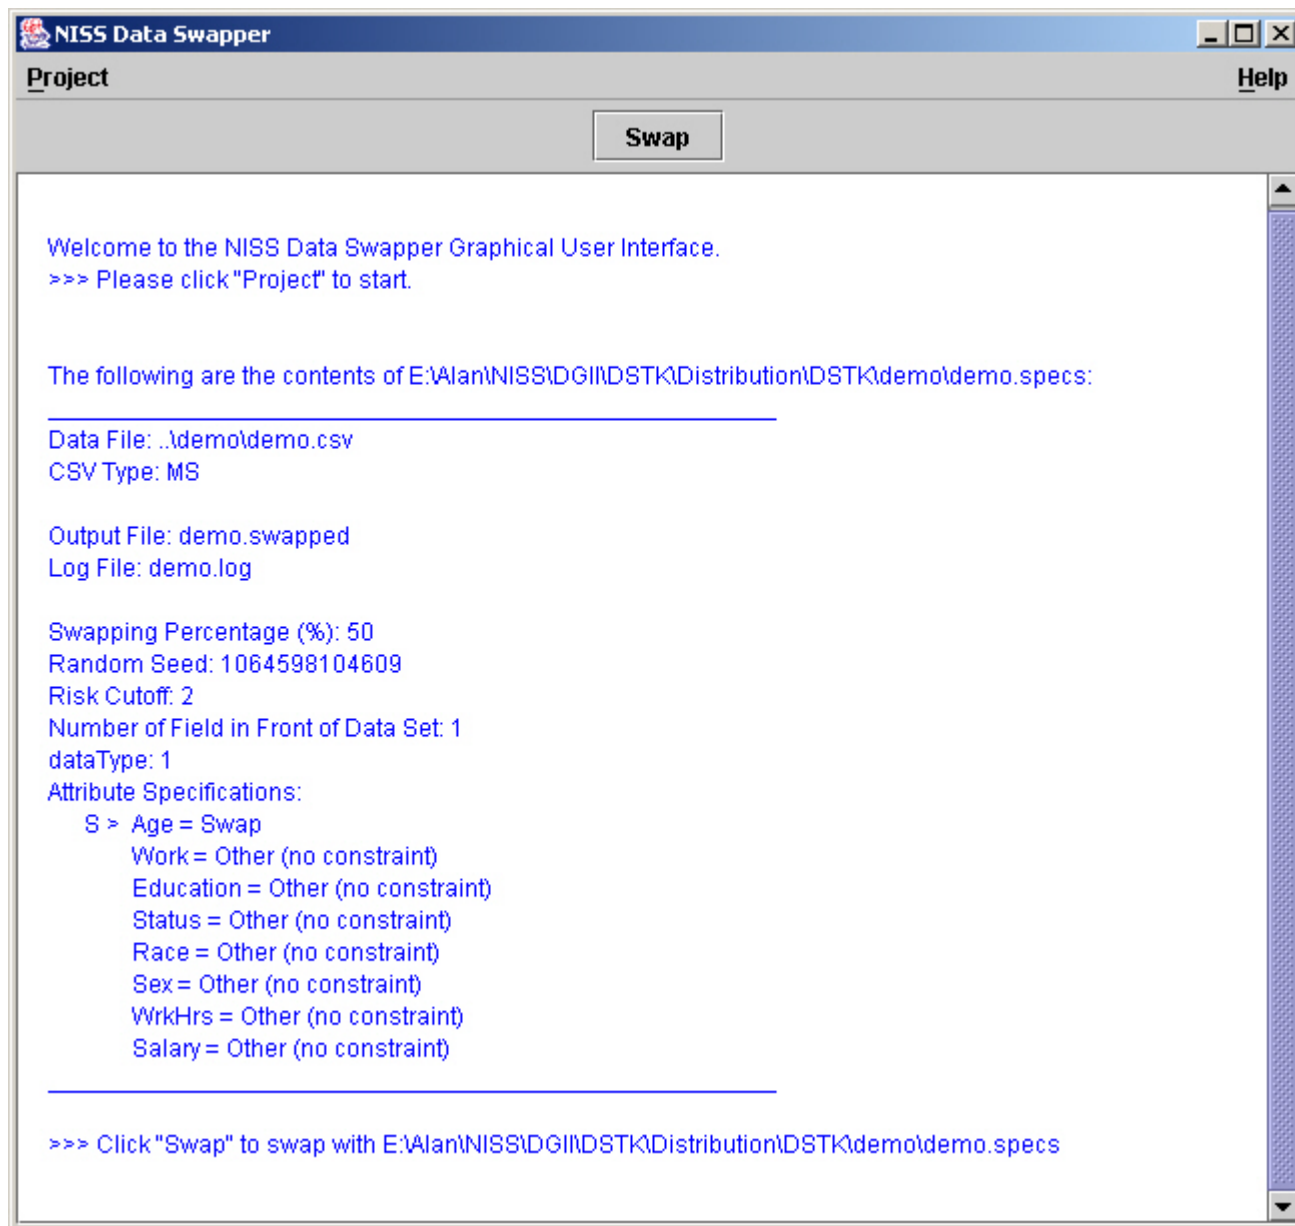 NISS Data Swapper
Project Help
Swap
Welcome to the NISS Data Swapper Graphical User Interface.
>>> Please click "Project" to start.
The following are the contents of E:\Alan\NISS\DGII\DSTK\Distribution\DSTK\demo\demo.specs:
Data File: ..\demo\demo.csv
CSV Type: MS
Output File: demo.swapped
Log File: demo.log
Swapping Percentage (%): 50
Random Seed: 1064598104609
Risk Cutoff: 2
Number of Field in Front of Data Set: 1
dataType: 1
Attribute Specifications:
S > Age = Swap
Work = Other (no constraint)
Education = Other (no constraint)
Status = Other (no constraint)
Race = Other (no constraint)
Sex = Other (no constraint)
WrkHrs = Other (no constraint)
Salary = Other (no constraint)
>>> Click "Swap" to swap with E:\Alan\NISS\DGII\DSTK\Distribution\DSTK\demo\demo.specs